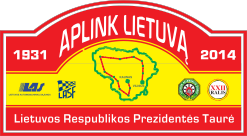 APLINK LIETUVĄ
1931 2014
LASF XXII
RALIS
Lietuvos Respublikos Prezidentės Taurė